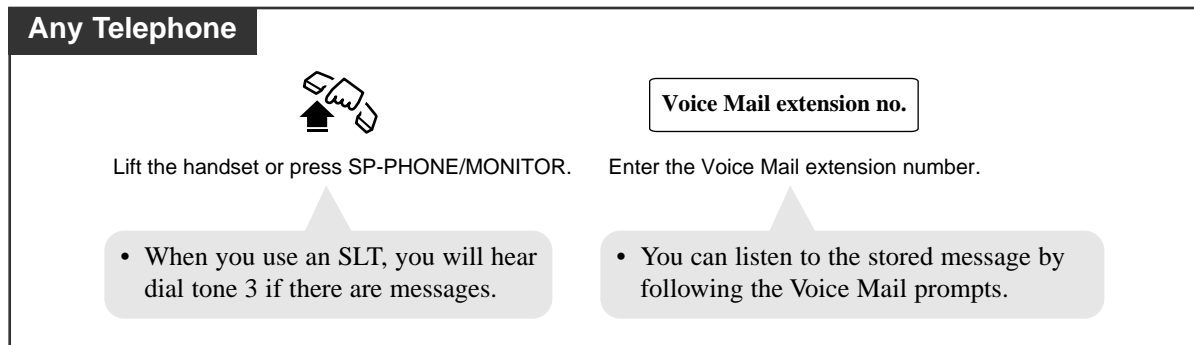 Any Telephone
Voice Mail extension no.
Lift the handset or press SP-PHONE/MONITOR.
Enter the Voice Mail extension number.
• When you use an SLT, you will hear
dial tone 3 if there are messages.
• You can listen to the stored message by
following the Voice Mail prompts.